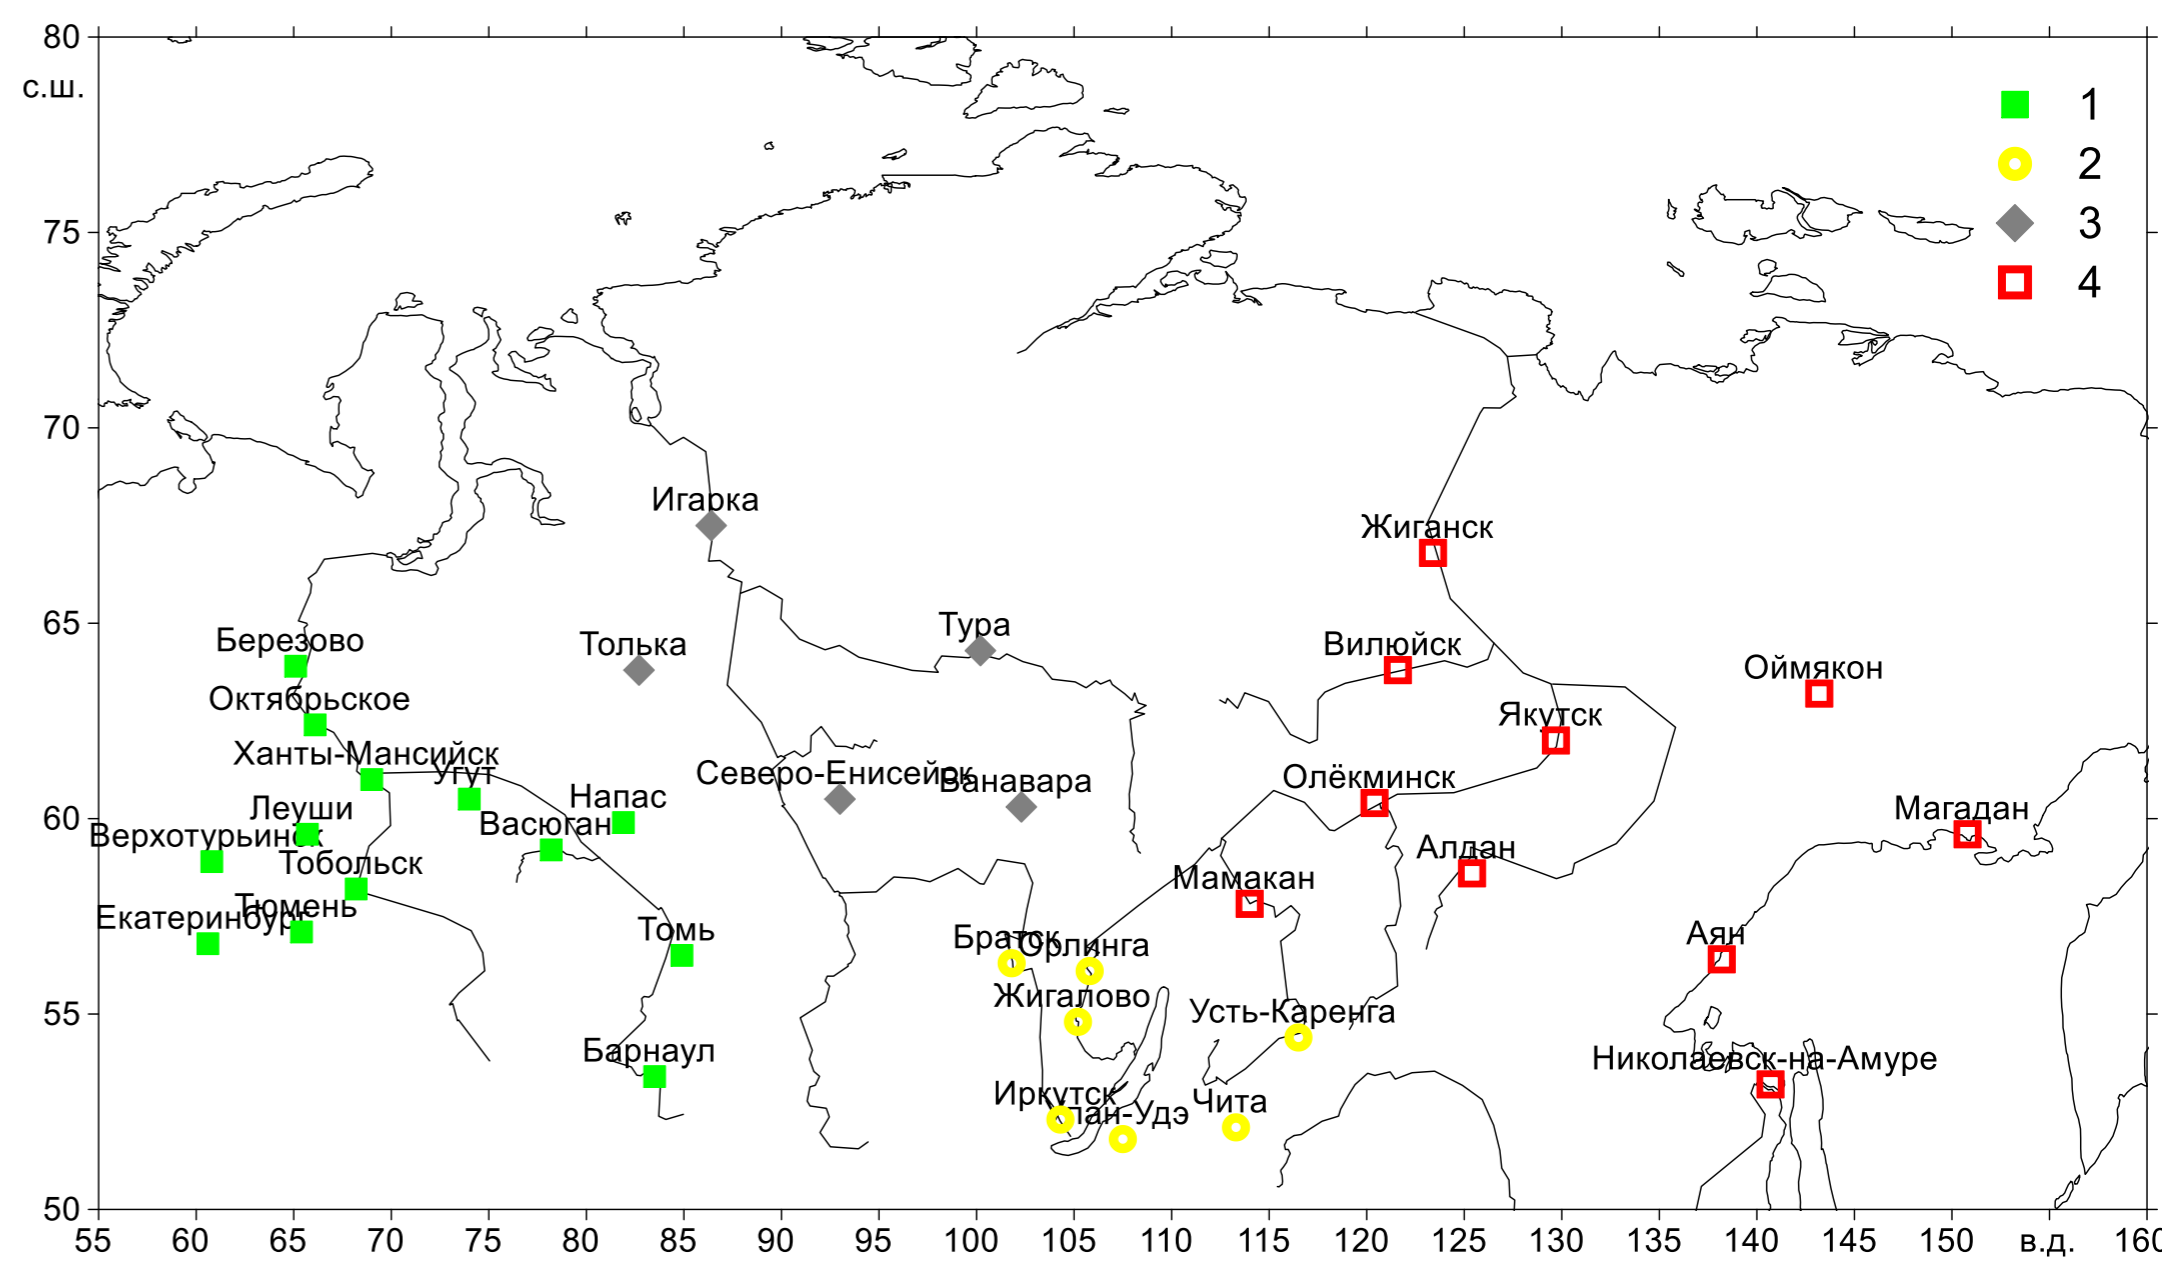 80
с.ш.
1
2
3
4
75
70
Игарка
Жиганск
65
Березово
Толька
Тура
Вилюйск
Оймякон
Октябрьское
Якутск
Ханты-Мансийск
Угут
Северо-Енисейск
Ванавара
Олёкминск
60
Леуши
Напас
Магадан
Верхотурьинск
Васюган
Тобольск
Алдан
Мамакан
Екатеринбург
Тюмень
Томь
Братск
Орлинга
Аян
55
Жигалово
Усть-Каренга
Барнаул
Николаевск-на-Амуре
Иркутск
Улан-Удэ
Чита
50
55 60 65 70 75 80 85 90 95 100 105 110 115 120 125 130 135 140 145 150 в.д. 160